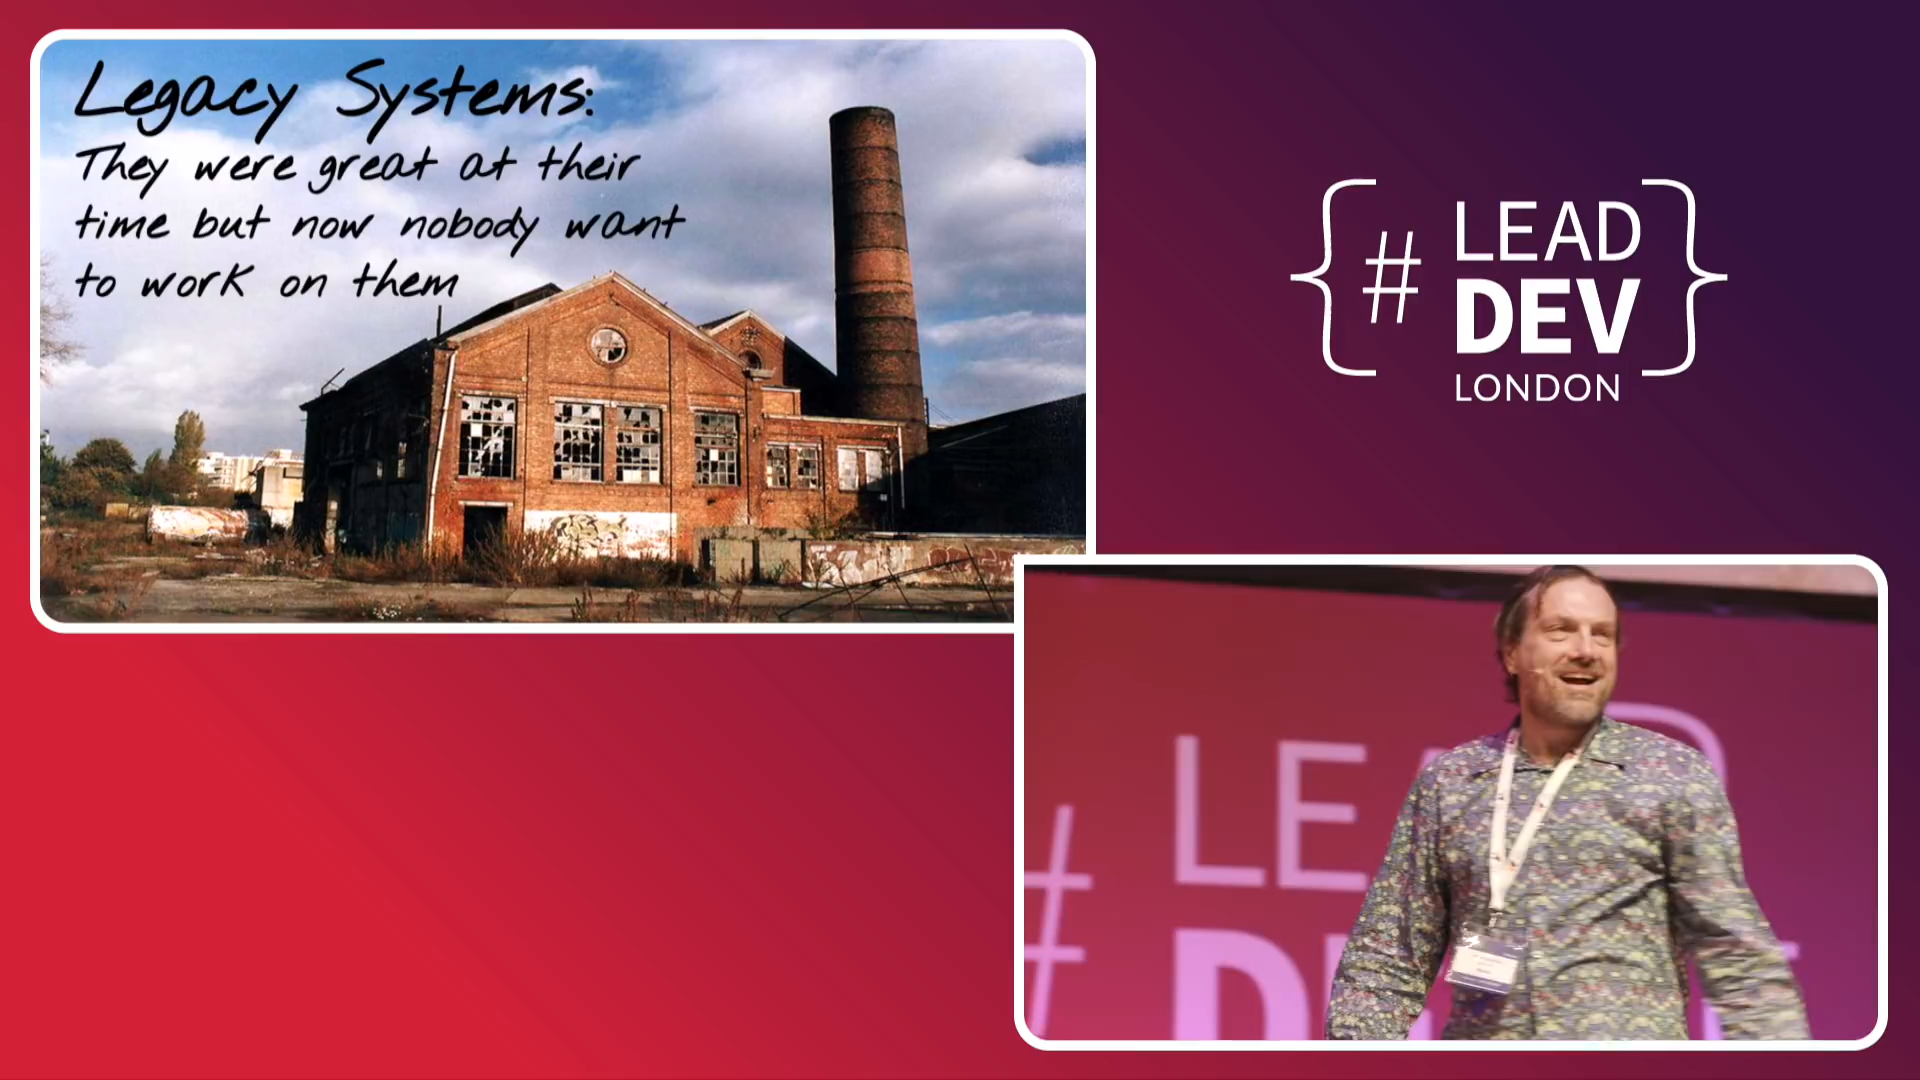 Legacy Systems:
They were great at their
time but now nobody want
to work on them
{# LEAD
DEV}
LONDON
# LE
D